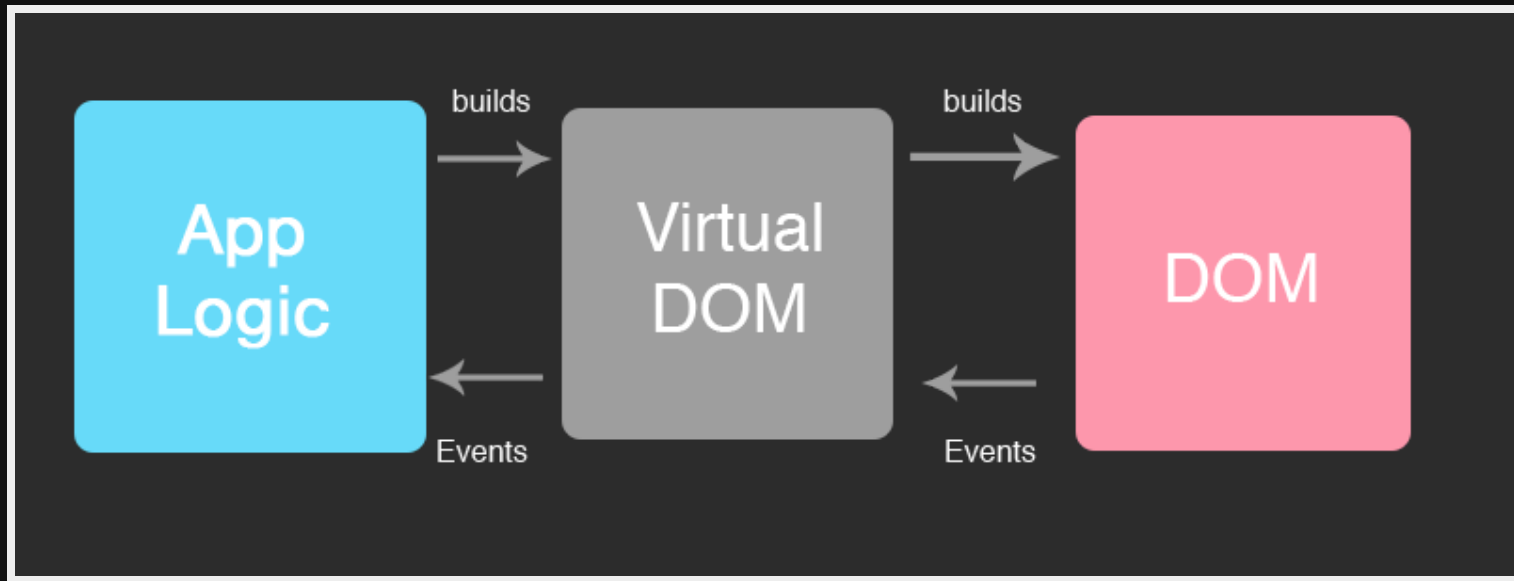 builds
builds
App
Logic
Virtual
DOM
DOM
Events
Events